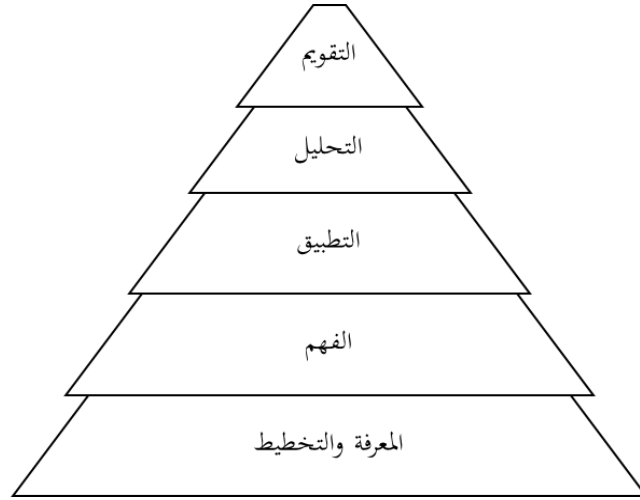 التقويم
التحليل
التطبيق
الفهم
المعرفة والتخطيط